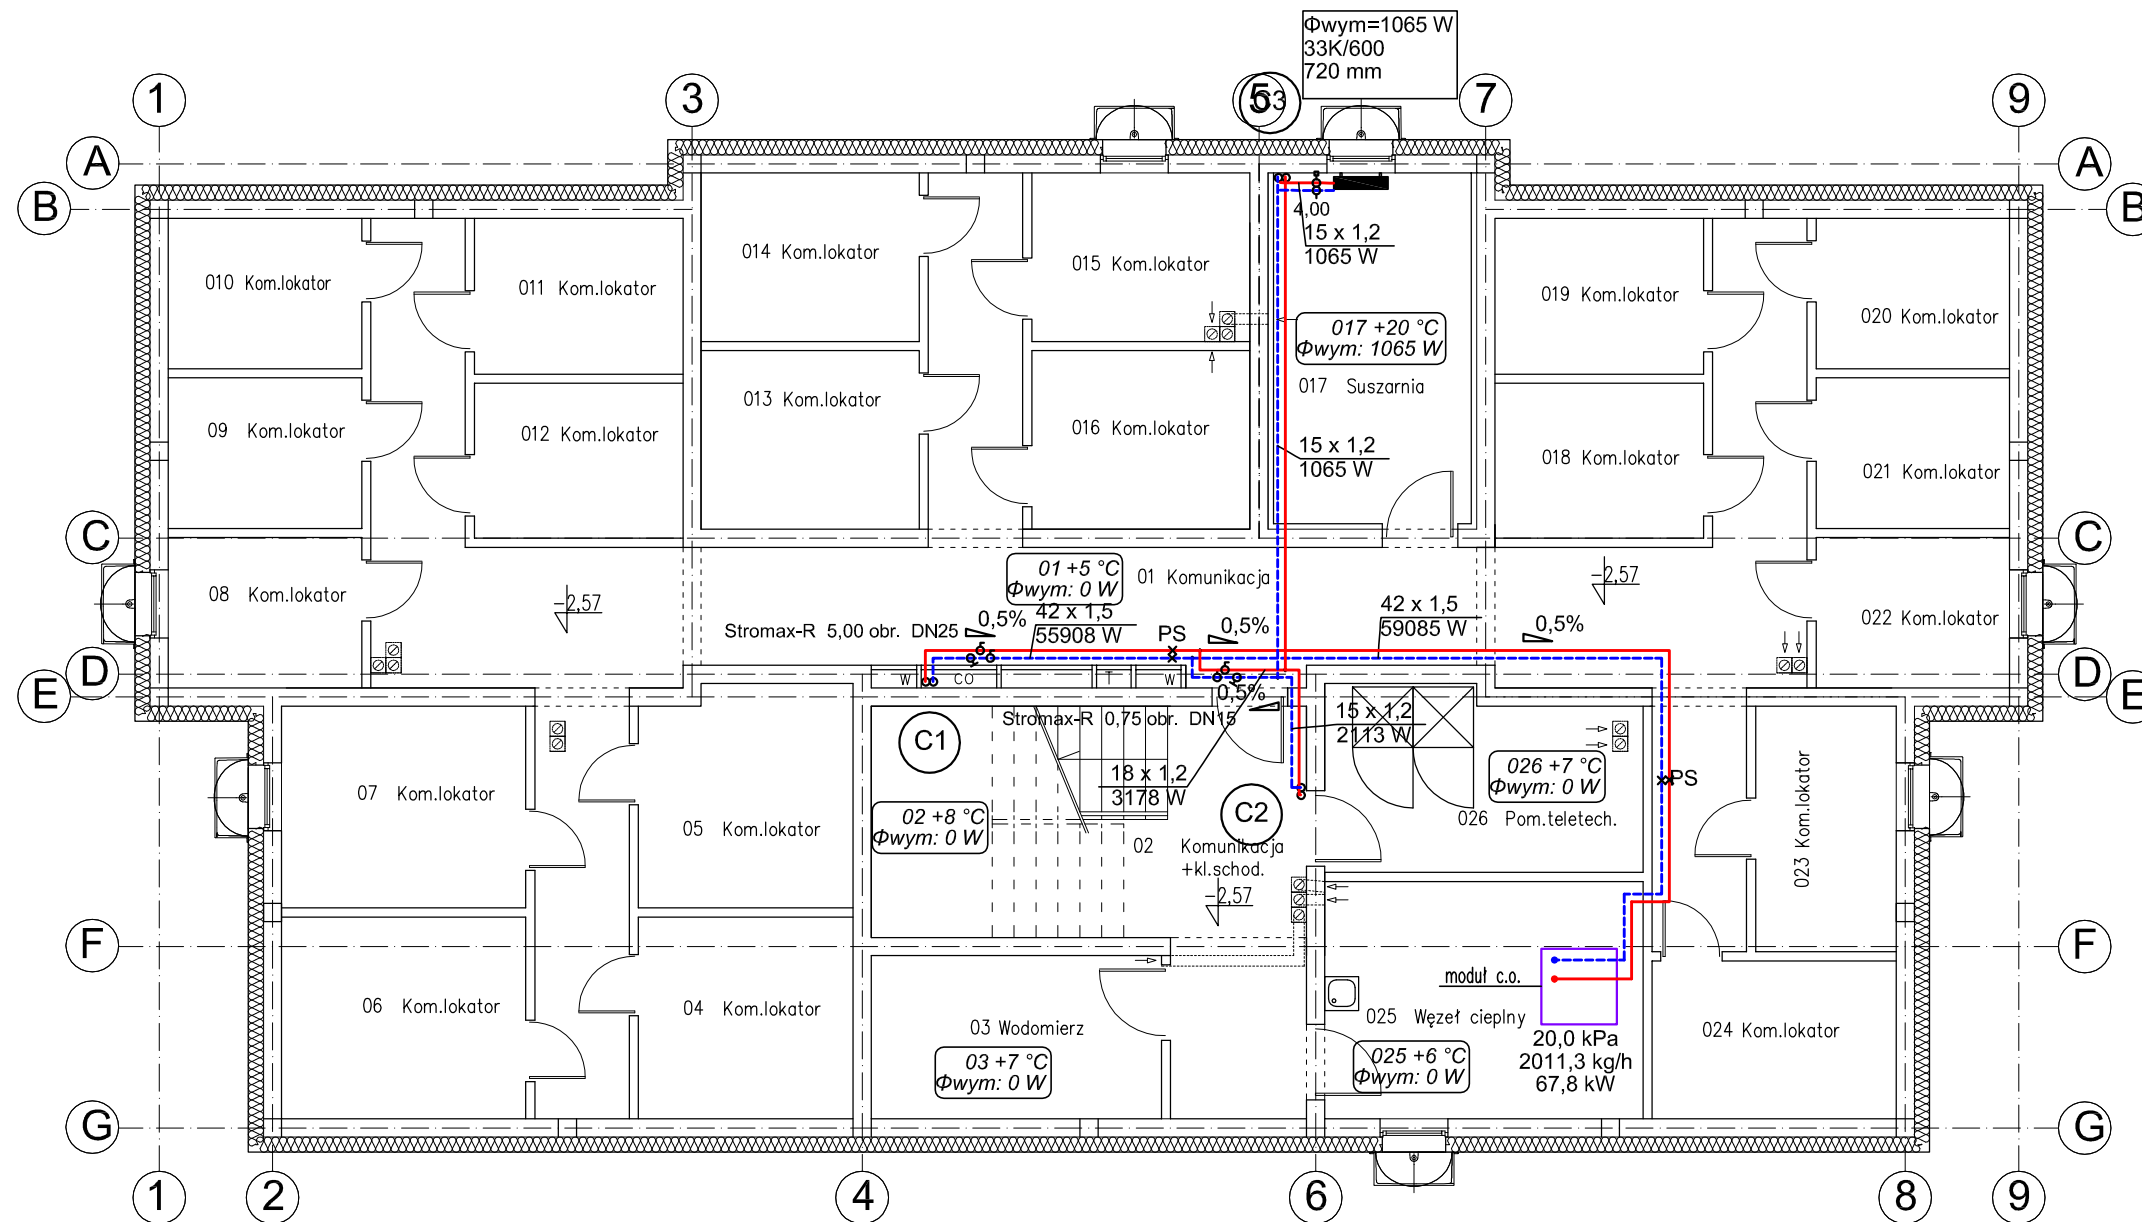 Φwym=1065 W
33K/600
720 mm
1
3
5
C3
7
9
A
A
B
B
4,00
15 x 1,2
1065 W
014 Kom.lokator
015 Kom.lokator
010 Kom.lokator
011 Kom.lokator
019 Kom.lokator
020 Kom.lokator
017 +20 °C
Φwym: 1065 W
017 Suszarnia
013 Kom.lokator
016 Kom.lokator
09 Kom.lokator
012 Kom.lokator
15 x 1,2
1065 W
018 Kom.lokator
021 Kom.lokator
C
C
01 +5 °C
Φwym: 0 W
01 Komunikacja
08 Kom.lokator
-2,57
-2,57
022 Kom.lokator
Stromax-R 5,00 obr. DN25
0,5%
42 x 1,5
55908 W
PS
0,5%
42 x 1,5
59085 W
0,5%
D
D
E
E
W
CO
T
W
0,5%
Stromax-R 0,75 obr. DN15
15 x 1,2
2113 W
C1
18 x 1,2
3178 W
C2
026 +7 °C
Φwym: 0 W
026 Pom.teletech.
PS
07 Kom.lokator
05 Kom.lokator
02 +8 °C
Φwym: 0 W
02 Komunikacja
+kl.schod.
-2,57
023 Kom.lokator
F
F
06 Kom.lokator
04 Kom.lokator
03 Wodomierz
03 +7 °C
Φwym: 0 W
moduł c.o.
025 Węzeł cieplny
025 +6 °C
Φwym: 0 W
20,0 kPa
2011,3 kg/h
67,8 kW
024 Kom.lokator
G
G
1
2
4
6
8
9